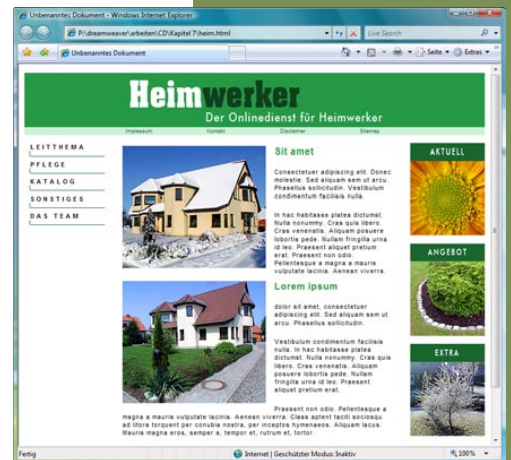 Unbenanntes Dokument - Windows Internet Explorer
P:\dreamweaver\arbeiten\CD\Kapitel 7\heim.html
Live Search
Unbenanntes Dokument
Seite
Extras
Heimwerker
Der Onlinedienst für Heimwerker
Impressum Kontakt Disclaimer Sitemap
LEITTHEMA
PFLEGE
KATALOG
SONSTIGES
DAS TEAM
Sit amet
Consectetuer adipiscing elit. Donec
molestie. Sed aliquam sem ut arcu.
Phasellus sollicitudin. Vestibulum
condimentum facilisis nulla.
In hac habitasse platea dictumst.
Nulla nonummy. Cras quis libero.
Cras venenatis. Aliquam posuere
lobortis pede. Nullam fringilla urna
id leo. Praesent aliquet pretium
erat. Praesent non odio.
Pellentesque a magna a mauris
vulputate lacinia. Aenean viverra.
Lorem ipsum
dolor sit amet, consectetuer
adipiscing elit. Sed aliquam sem ut
arcu. Phasellus sollicitudin.
Vestibulum condimentum facilisis
nulla. In hac habitasse platea
dictumst. Nulla nonummy. Cras quis
libero. Cras venenatis. Aliquam
posuere lobortis pede. Nullam
fringilla urna id leo. Praesent
aliquet pretium erat.
Praesent non odio. Pellentesque a
magna a mauris vulputate lacinia. Aenean viverra. Class aptent taciti sociosqu
ad litora torquent per conubia nostra, per inceptos hymenaeos. Aliquam lacus.
Mauris magna eros, semper a, tempor et, rutrum et, tortor.
AKTUELL
ANGEBOT
EXTRA
Fertig
Internet | Geschützter Modus: Inaktiv
100%